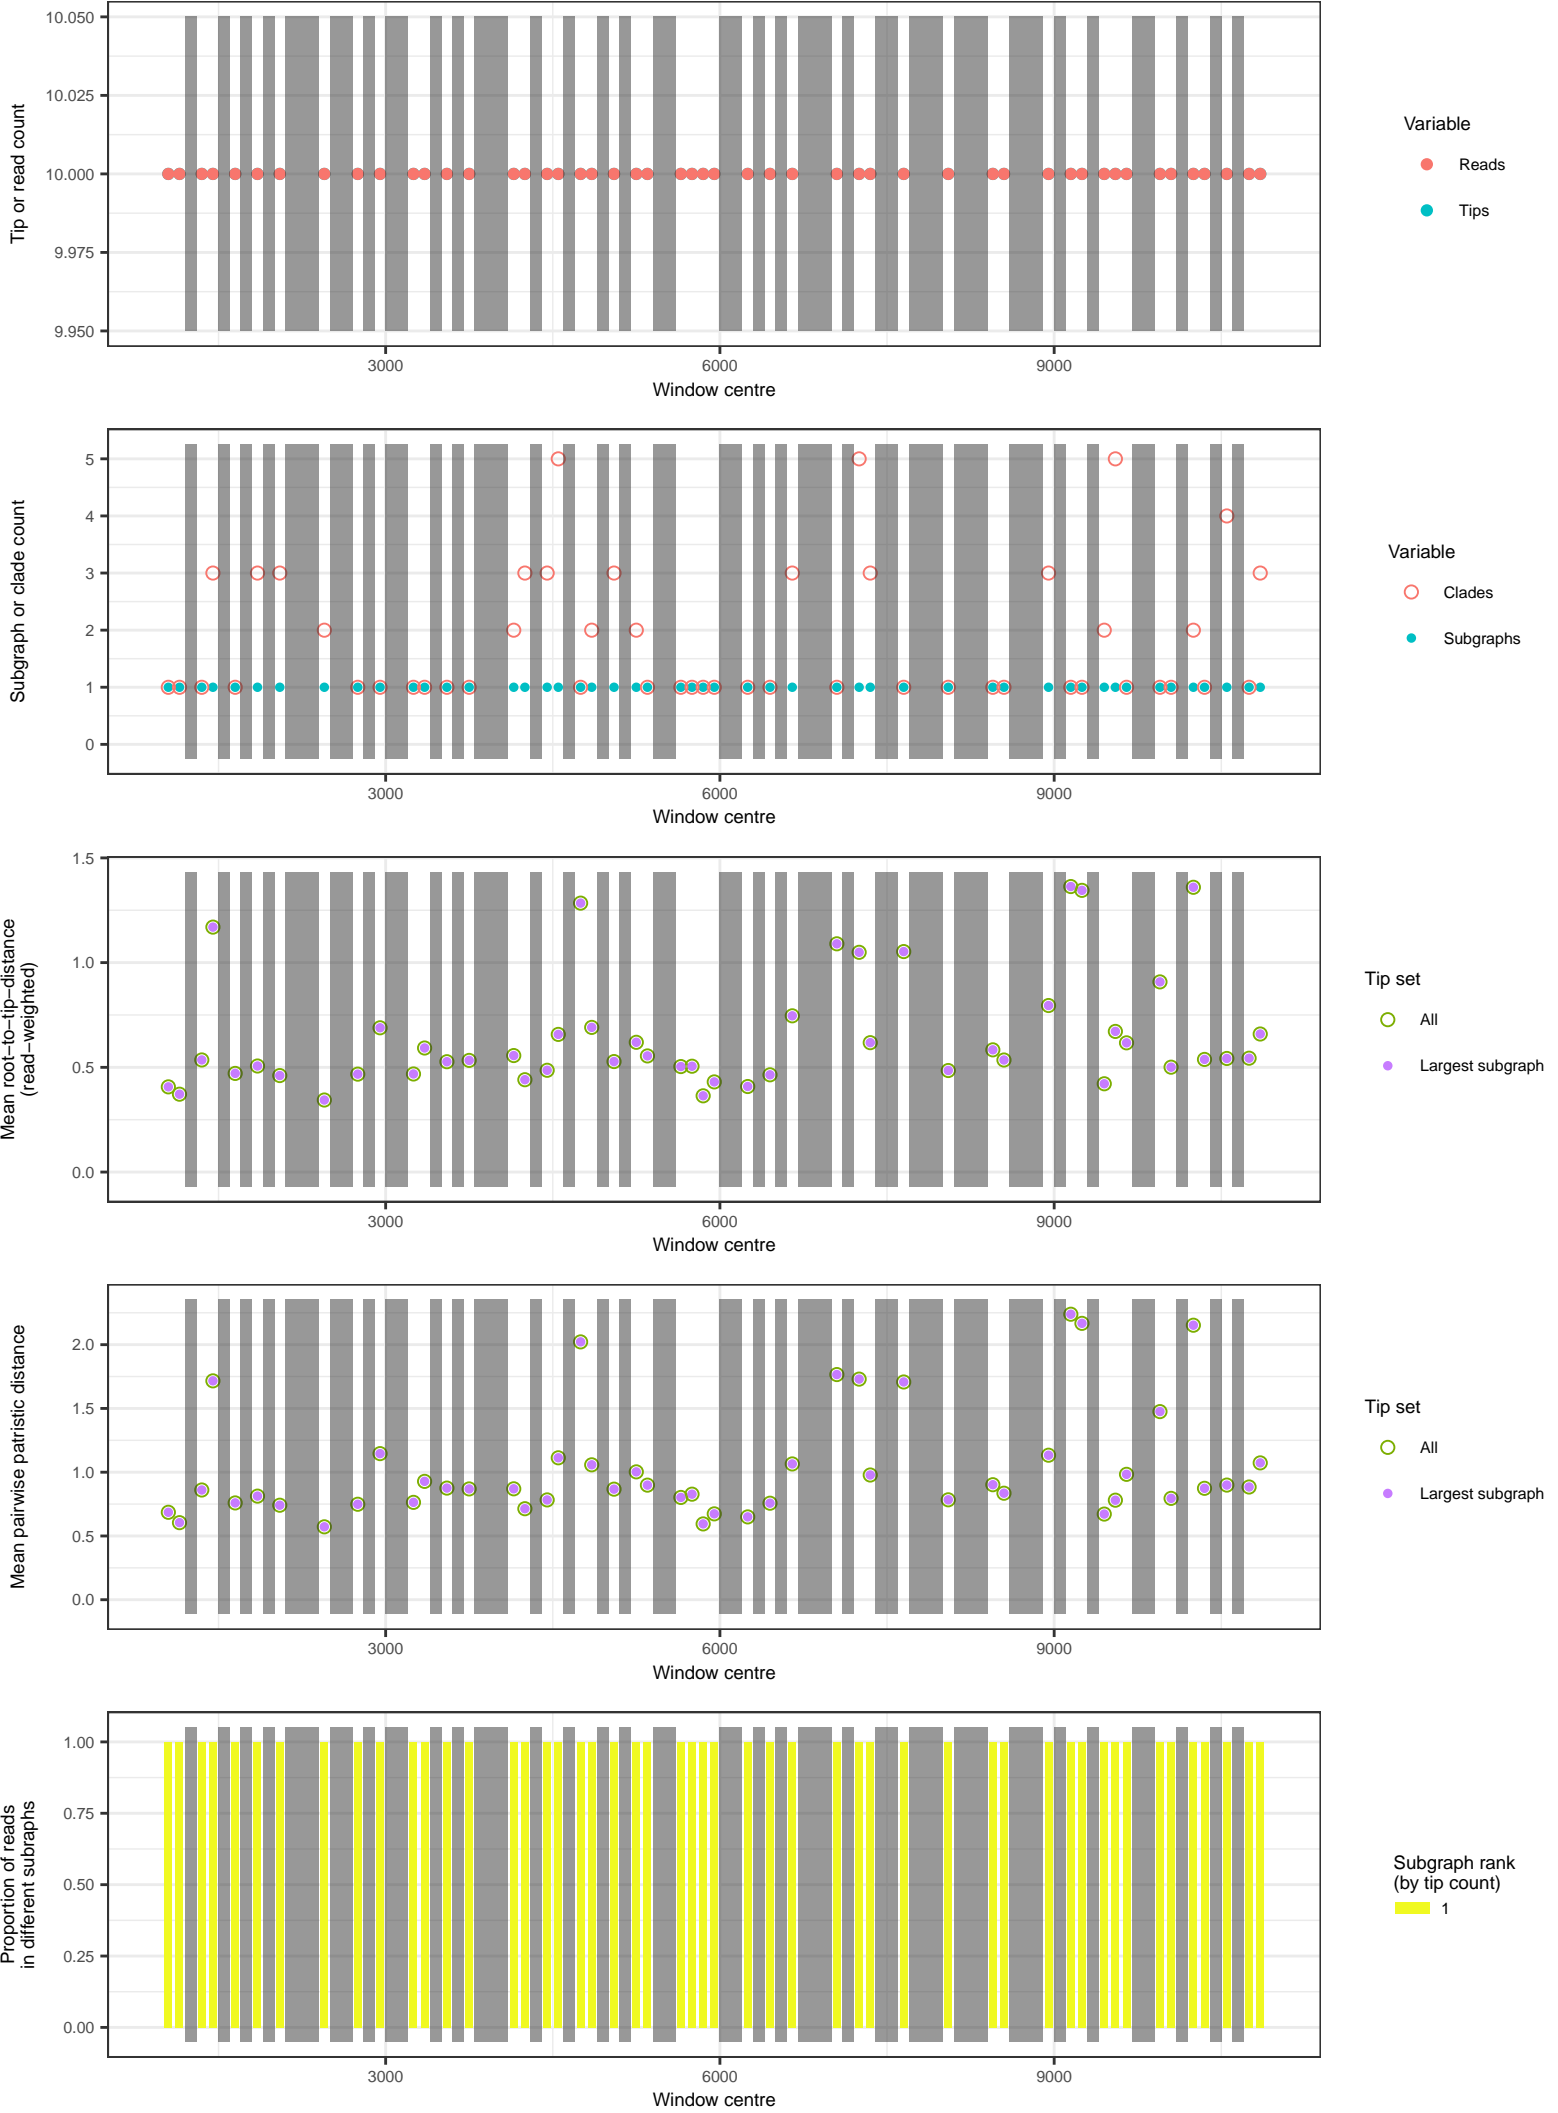 10.050
10.025
10.000
9.975
9.950
Tip or read count
3000
6000
9000
Window centre
Variable
Reads
Tips
5
4
3
2
1
0
Subgraph or clade count
3000
6000
9000
Window centre
Variable
Clades
Subgraphs
1.5
1.0
0.5
0.0
Mean root−to−tip−distance
(read−weighted)
3000
6000
9000
Window centre
Tip set
All
Largest subgraph
2.0
1.5
1.0
0.5
0.0
Mean pairwise patristic distance
3000
6000
9000
Window centre
Tip set
All
Largest subgraph
1.00
0.75
0.50
0.25
0.00
Proportion of reads
in different subraphs
3000
6000
9000
Window centre
Subgraph rank
(by tip count)
1